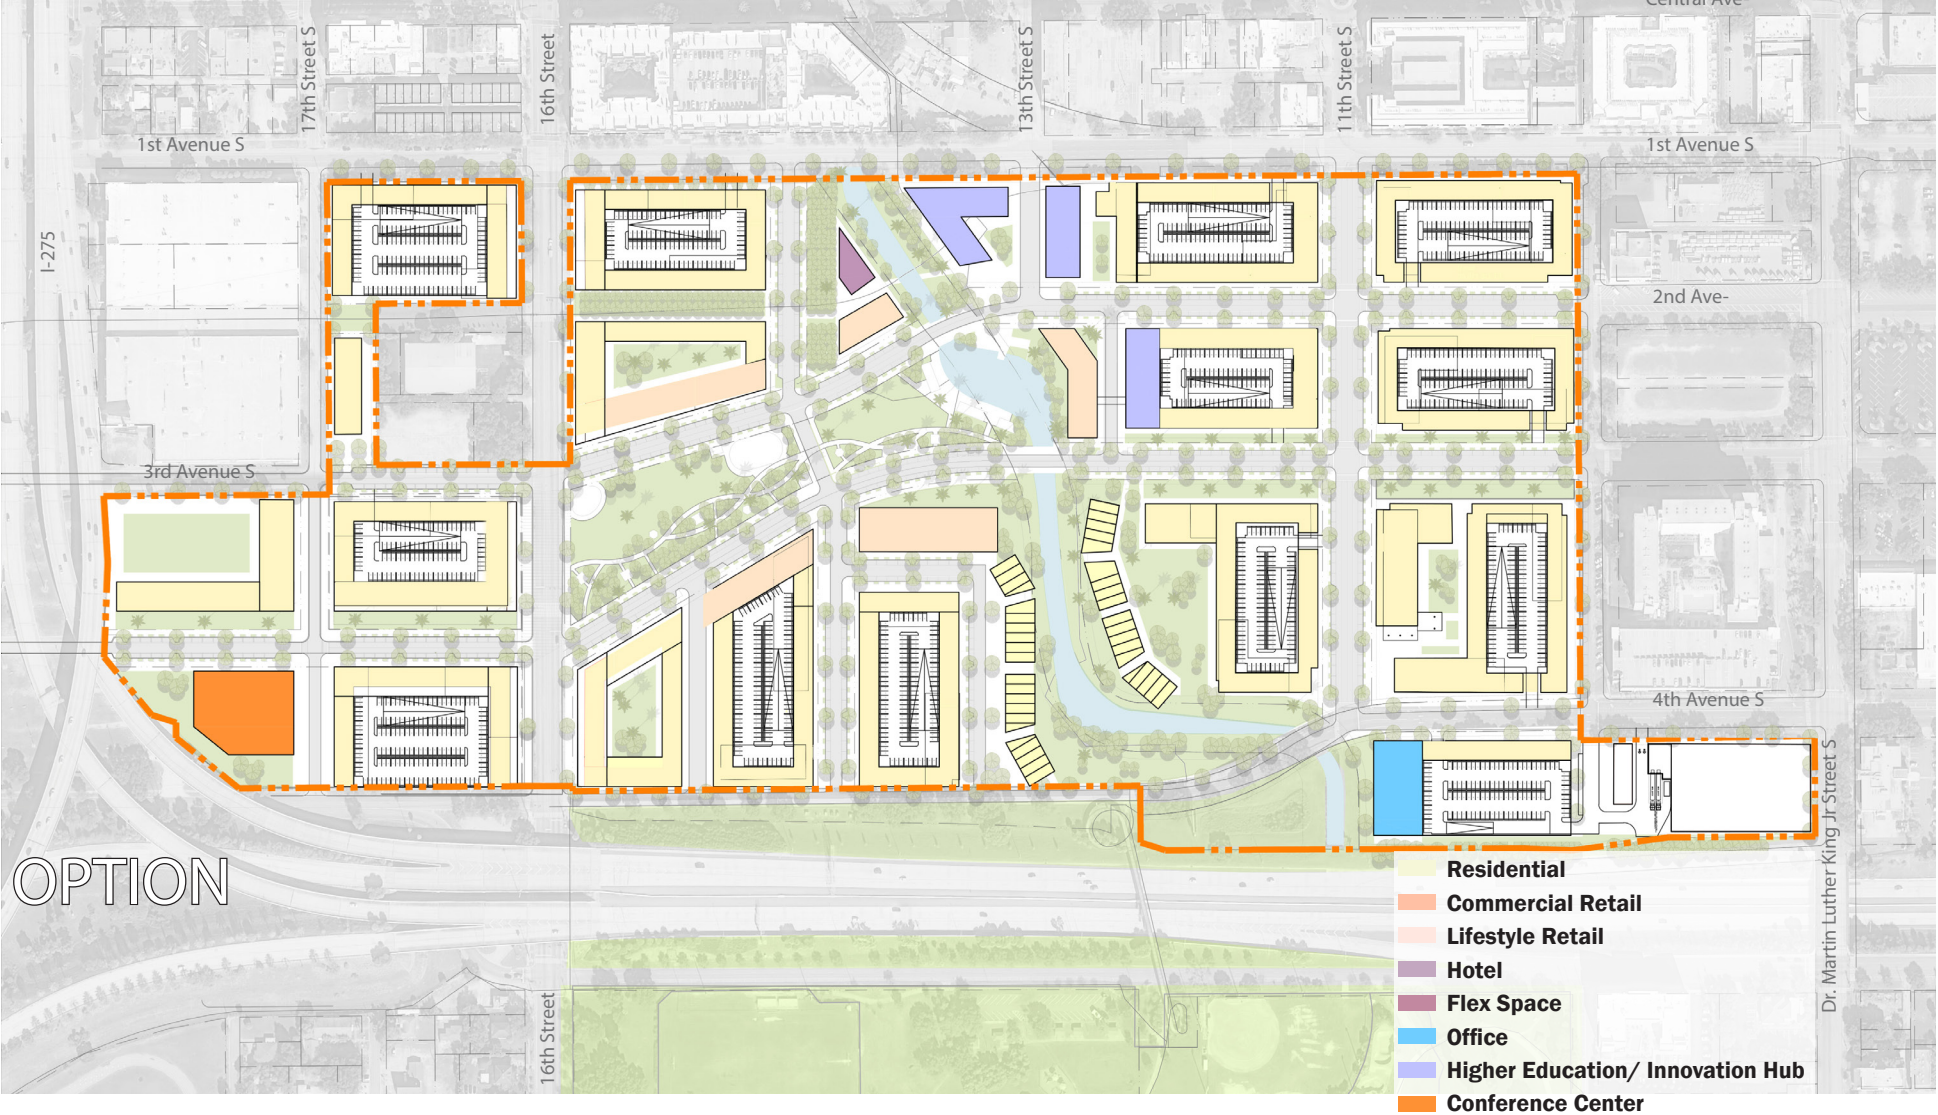 Central Ave
17th Street S
16th Street
13th Street S
11th Street S
1st Avenue S
1st Avenue S
I-275
2nd Ave-
3rd Avenue S
4th Avenue S
Dr. Martin Luther King Jr Street S
OPTION
16th Street
Residential
Commercial Retail
Lifestyle Retail
Hotel
Flex Space
Office
Higher Education/ Innovation Hub
Conference Center